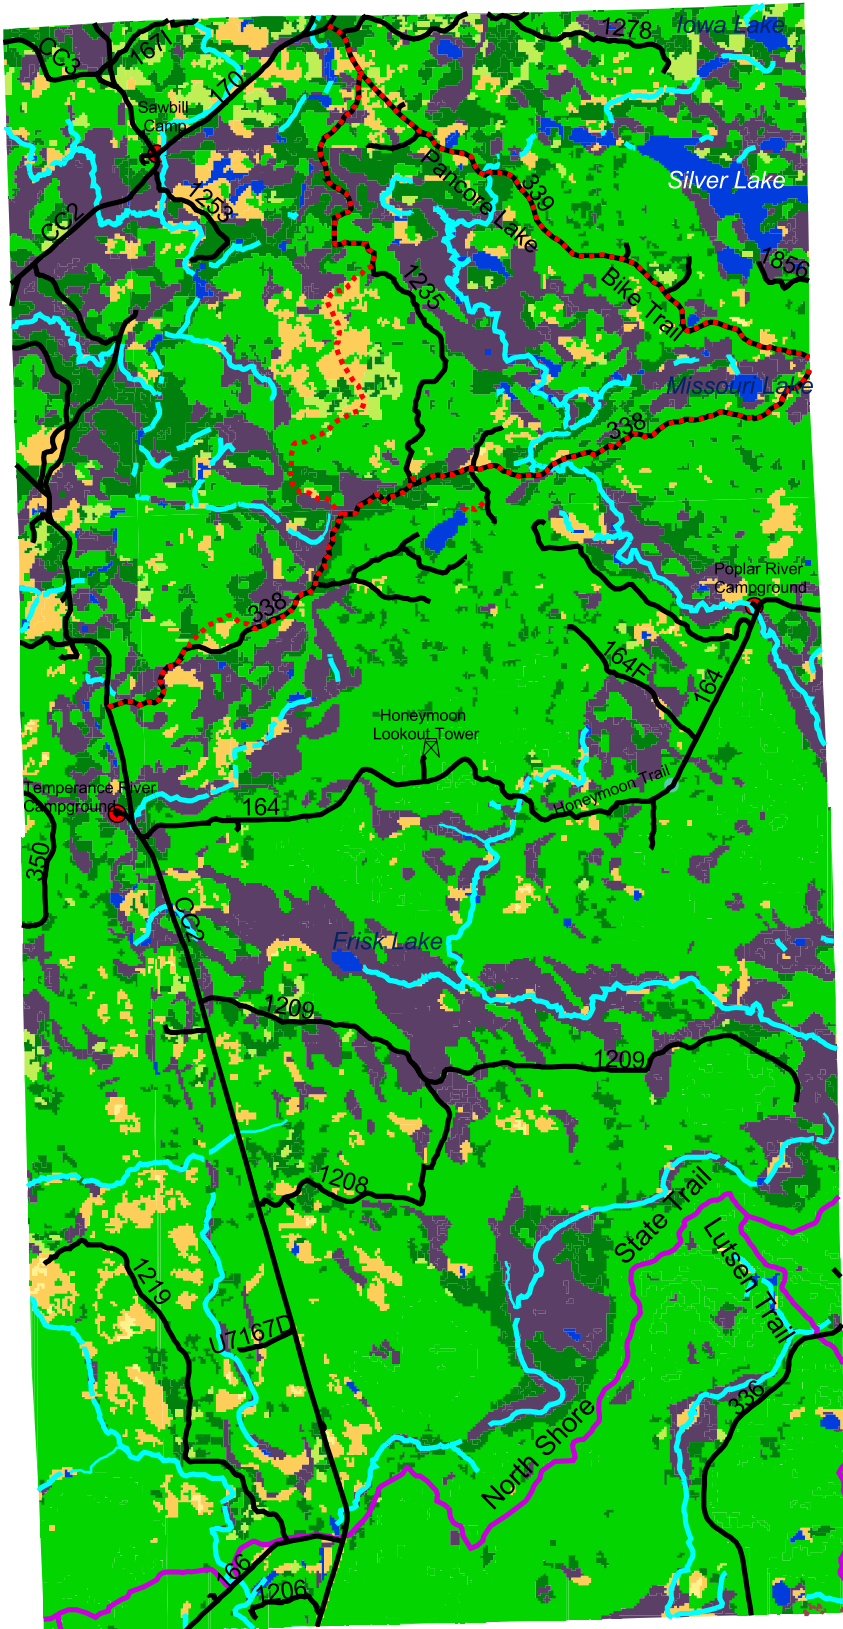 Iowa Lake
1278
CC3
1671
170
Sawbill
Camp
Silver Lake
Pancore Lake
339
1253
CC2
1856
1235
Bike Trail
Missouri Lake
338
Poplar River
Campground
338
164F
164
Honeymoon
Lookout Tower
Honeymoon Trail
Temperance River
Campground
164
350
CC2
Frisk Lake
1209
1209
1208
State Trail
Lutsen Trail
1219
U7167D
336
North Shore
166
1206